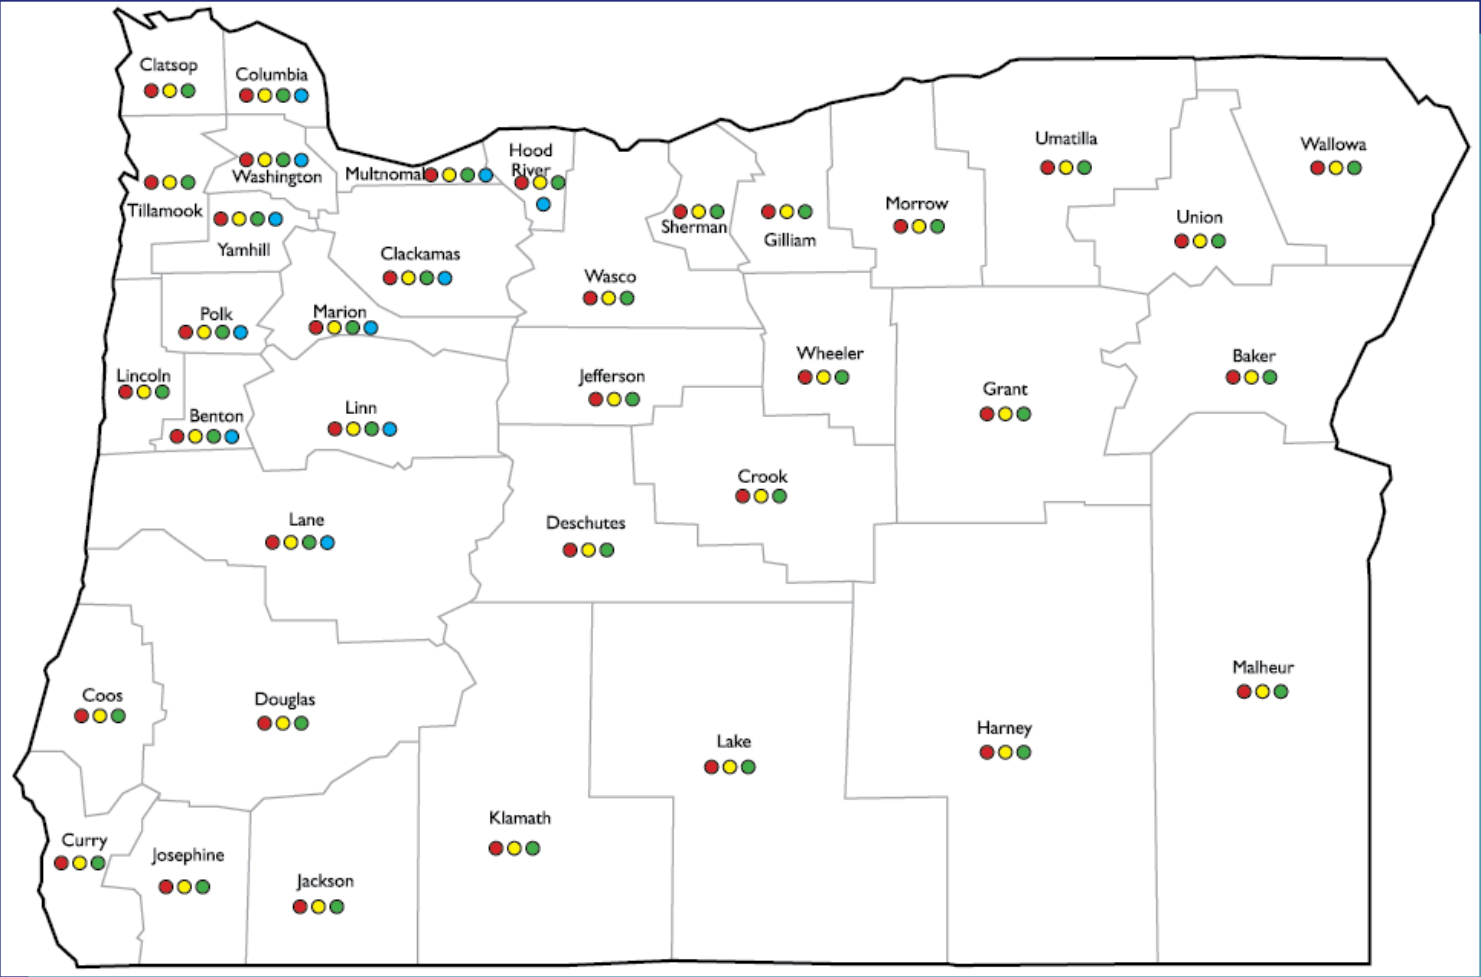 Clatsop
Columbia
Washington
Multnomah
Hood
River
Tillamook
Yamhill
Clackamas
Sherman
Gilliam
Morrow
Umatilla
Wallowa
Union
Wasco
Polk
Marion
Lincoln
Benton
Linn
Jefferson
Wheeler
Grant
Baker
Crook
Lane
Deschutes
Coos
Douglas
Lake
Harney
Malheur
Klamath
Curry
Josephine
Jackson